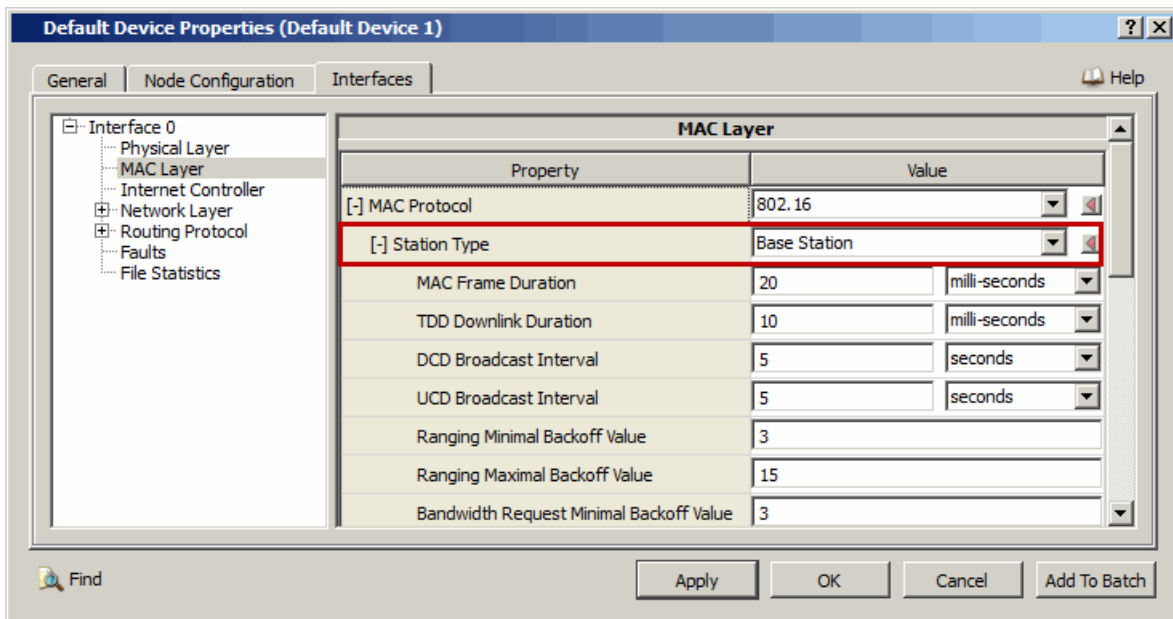 Default Device Properties (Default Device 1)
General
Node Configuration
Interfaces
Help
Interface 0
Physical Layer
MAC Layer
Internet Controller
Network Layer
Routing Protocol
Faults
File Statistics
MAC Layer
Property Value
[-] MAC Protocol 802.16
[-] Station Type Base Station
MAC Frame Duration 20 milli-seconds
TDD Downlink Duration 10 milli-seconds
DCD Broadcast Interval 5 seconds
UCD Broadcast Interval 5 seconds
Ranging Minimal Backoff Value 3
Ranging Maximal Backoff Value 15
Bandwidth Request Minimal Backoff Value 3
Find
Apply
OK
Cancel
Add To Batch